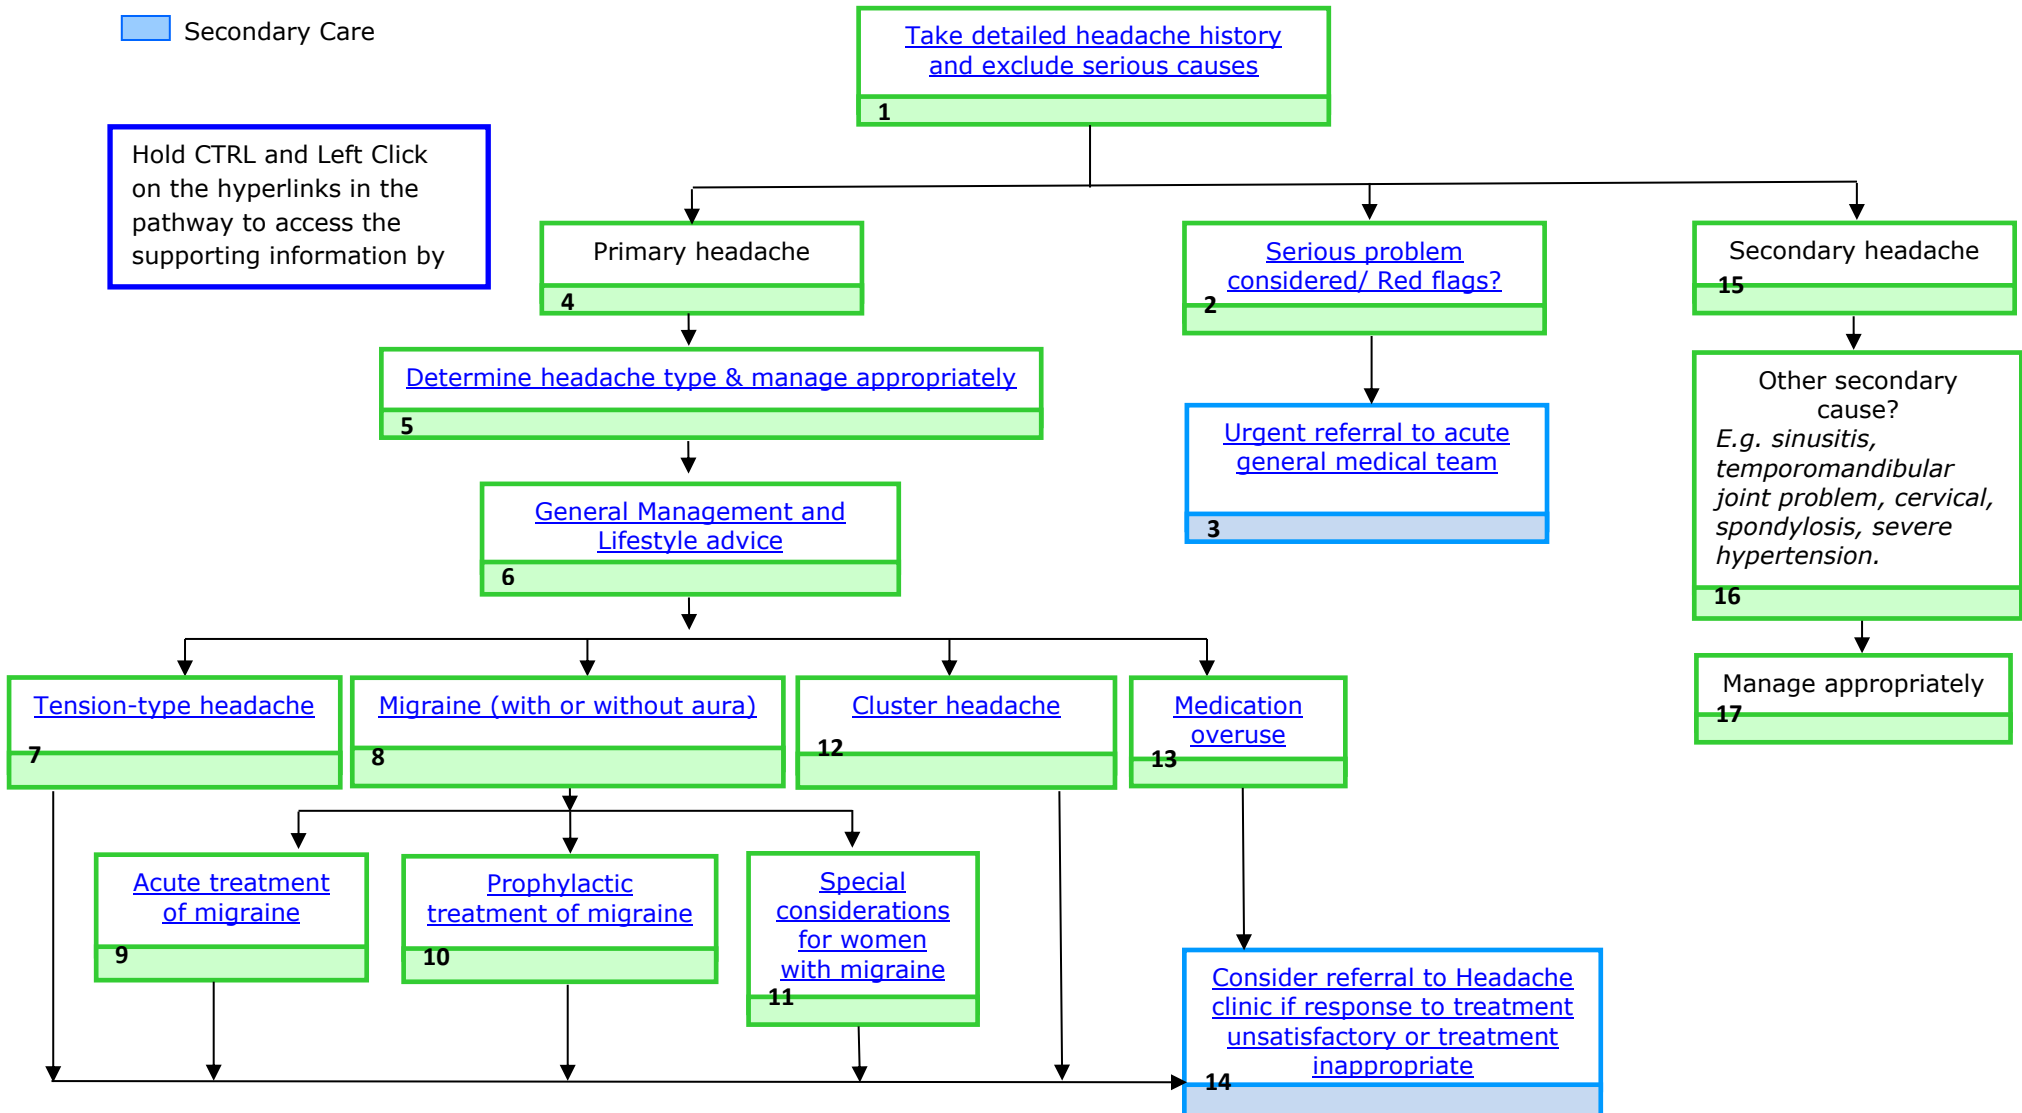 Secondary Care
Take detailed headache history
and exclude serious causes
1
Hold CTRL and Left Click
on the hyperlinks in the
pathway to access the
supporting information by
Primary headache
4
Serious problem
considered/ Red flags?
2
Secondary headache
15
Determine headache type & manage appropriately
5
Urgent referral to acute
general medical team
3
Other secondary
cause?
E.g. sinusitis,
temporomandibular
joint problem, cervical,
spondylosis, severe
hypertension.
16
General Management and
Lifestyle advice
6
Manage appropriately
17
Tension-type headache
7
Migraine (with or without aura)
8
Cluster headache
12
Medication
overuse
13
Acute treatment
of migraine
9
Prophylactic
treatment of migraine
10
Special
considerations
for women
with migraine
11
Consider referral to Headache
clinic if response to treatment
unsatisfactory or treatment
inappropriate
14